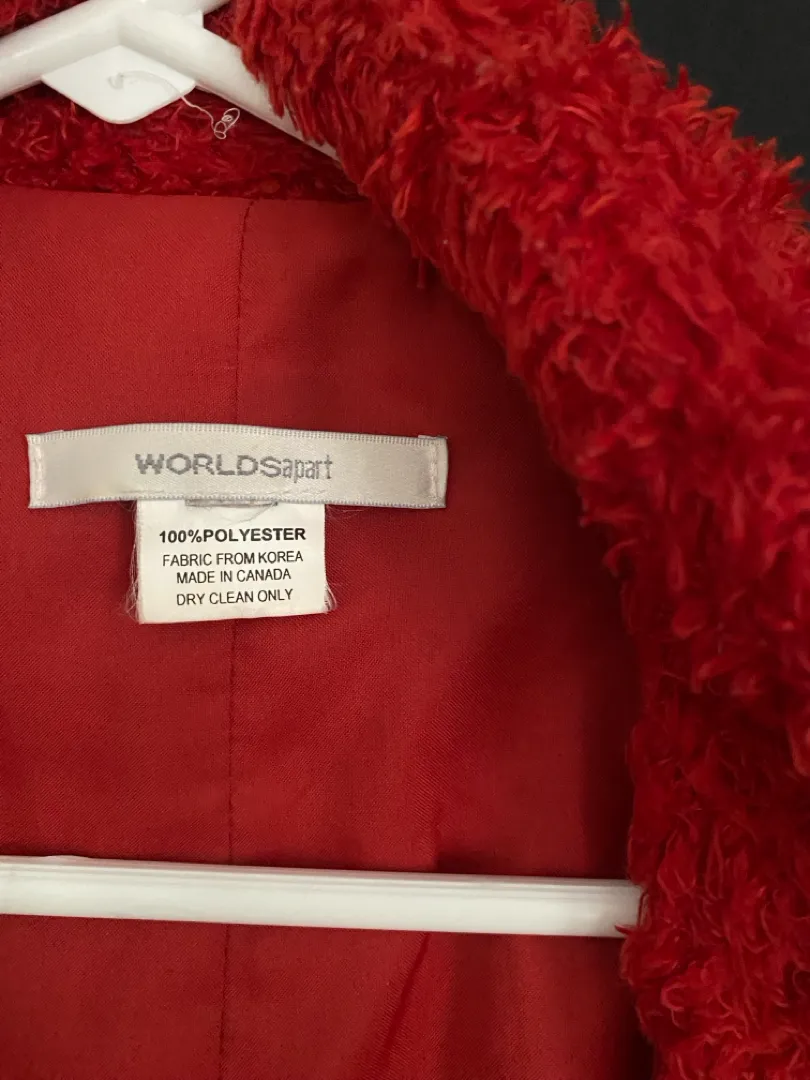 WORLDSapart
100%POLYESTER
FABRIC FROM KOREA
MADE IN CANADA
DRY CLEAN ONLY